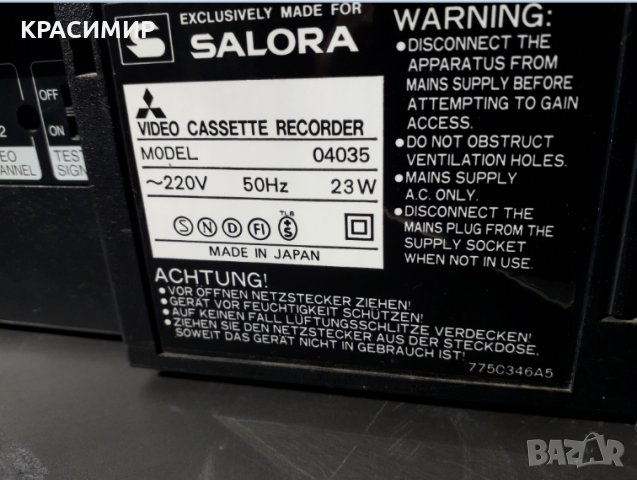 КРАСИМИР
EXCLUSIVELY MADE FOR
SALORA
WARNING:
●DISCONNECT THE
APPARATUS FROM
MAINS SUPPLY BEFORE
ATTEMPTING TO GAIN
ACCESS.
●DO NOT OBSTRUCT
VENTILATION HOLES.
●MAINS SUPPLY
A.C. ONLY.
●DISCONNECT THE
MAINS PLUG FROM THE
SUPPLY SOCKET
WHEN NOT IN USE.
OFF
ON
2
EO
ANNEL
TEST
SIGN
VIDEO CASSETTE RECORDER
MODEL 04035
~220V 50Hz 23W
S N D FI TLB S
MADE IN JAPAN
ACHTUNG!
●VOR ÖFFNEN NETZSTECKER ZIEHEN!
●GERÄT VOR FEUCHTIGKEIT SCHÜTZEN!
●AUF KEINEN FALL LÜFTUNGSSCHLITZE VERDECKEN!
●ZIEHEN SIE DEN NETZSTECKER AUS DER STECKDOSE,
SOWEIT DAS GERÄT NICHT IN GEBRAUCH IST!
775C346A5
BAZAR